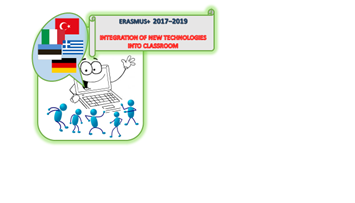 ERASMUS+ 2017–2019
INTEGRATION OF NEW TECHNOLOGIES
INTO CLASSROOM